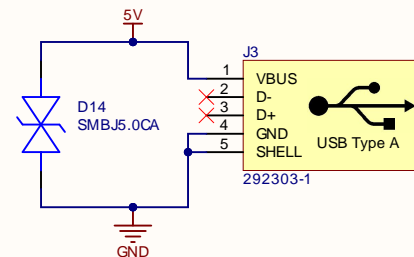 5V
J3
1 VBUS
2 D-
3 D+
4 GND
5 SHELL
USB Type A
292303-1
D14
SMBJ5.0CA
GND